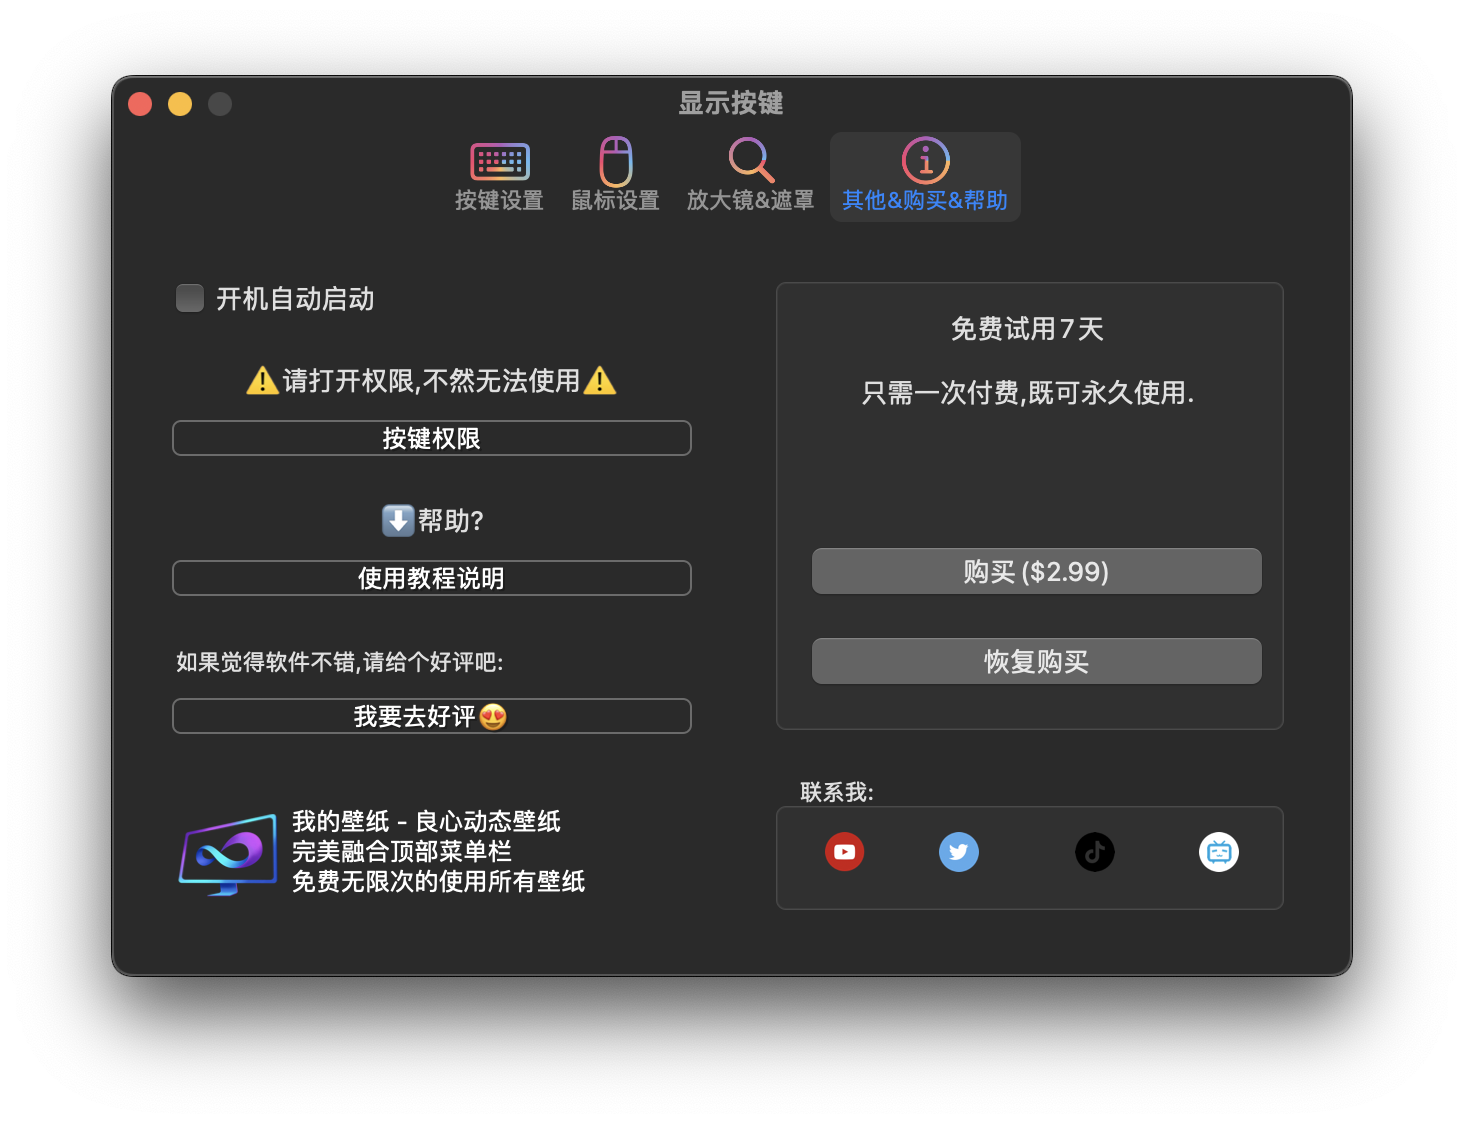 显示按键
按键设置
鼠标设置
放大镜&遮罩
其他&购买&帮助
开机自动启动
⚠️请打开权限,不然无法使用⚠️
按键权限
⬇️帮助?
使用教程说明
如果觉得软件不错,请给个好评吧:
我要去好评😍
我的壁纸 - 良心动态壁纸
完美融合顶部菜单栏
免费无限次的使用所有壁纸
免费试用7天
只需一次付费,既可永久使用.
购买 ($2.99)
恢复购买
联系我: